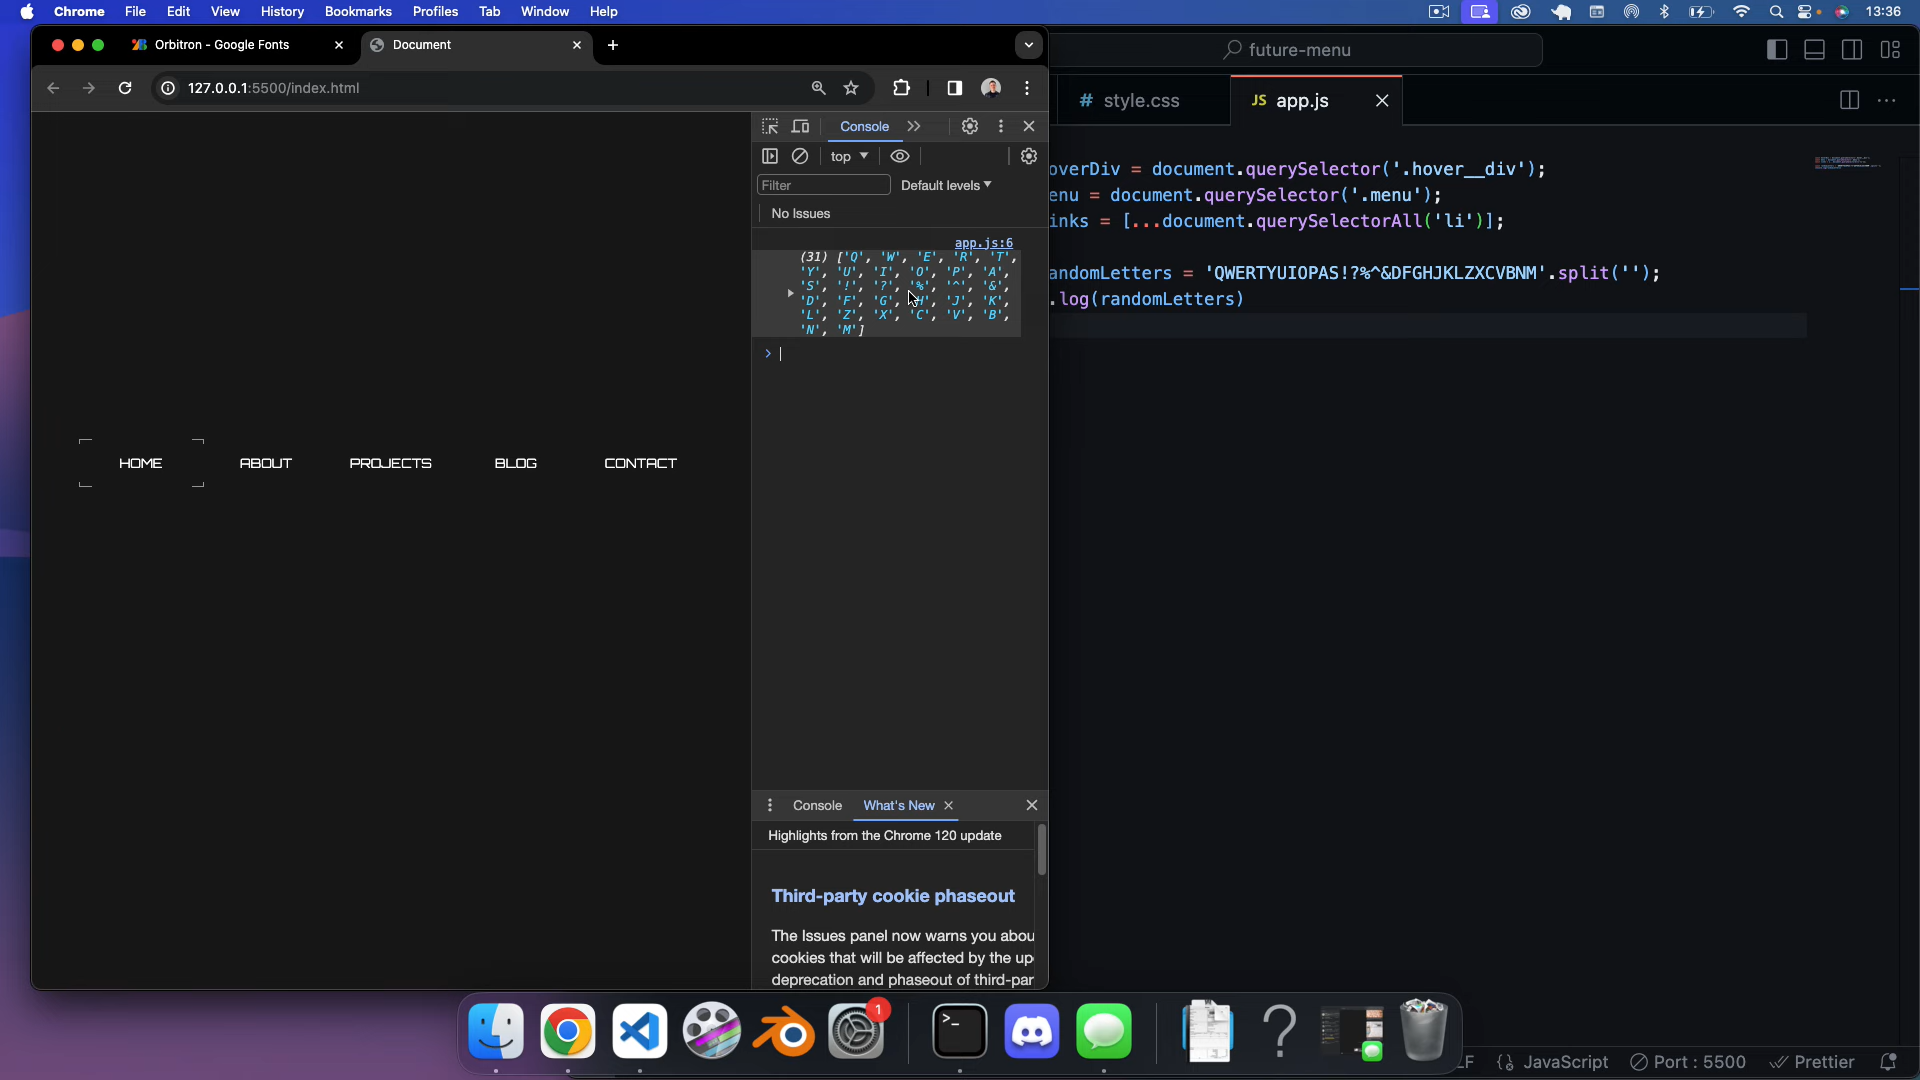 Chrome File Edit View History Bookmarks Profiles Tab Window Help 13:36
Orbitron - Google Fonts Document
127.0.0.1:5500/index.html
future-menu
# style.css JS app.js
Console
top
Filter Default levels
No Issues
app.js:6
(31) ['Q', 'W', 'E', 'R', 'T',
'Y', 'U', 'I', 'O', 'P', 'A',
'S', '!', '?', '%', '^', '&',
'D', 'F', 'G', 'H', 'J', 'K',
'L', 'Z', 'X', 'C', 'V', 'B',
'N', 'M']
overDiv = document.querySelector('.hover__div');
enu = document.querySelector('.menu');
inks = [...document.querySelectorAll('li')];
andomLetters = 'QWERTYUIOPAS!?%^&DFGHJKLZXCVBNM'.split('');
.log(randomLetters)
HOME ABOUT PROJECTS BLOG CONTACT
Console What's New
Highlights from the Chrome 120 update
Third-party cookie phaseout
The Issues panel now warns you abou
cookies that will be affected by the up
deprecation and phaseout of third-par
1
LF {} JavaScript Port : 5500 Prettier